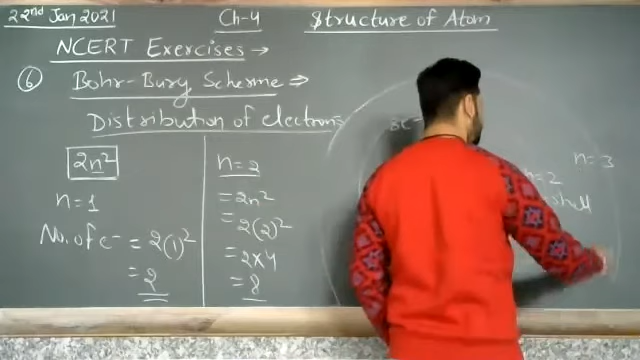 22nd Jan 2021
Ch-4
Structure of Atom
NCERT Exercises →
⑥ Bohr-Bury Scheme ⇒
Distribution of electrons
2n²
n = 1
No. of e⁻ = 2(1)²
= 2
n = 2
= 2n²
= 2(2)²
= 2×4
= 8
n = 3
n = 2
shell